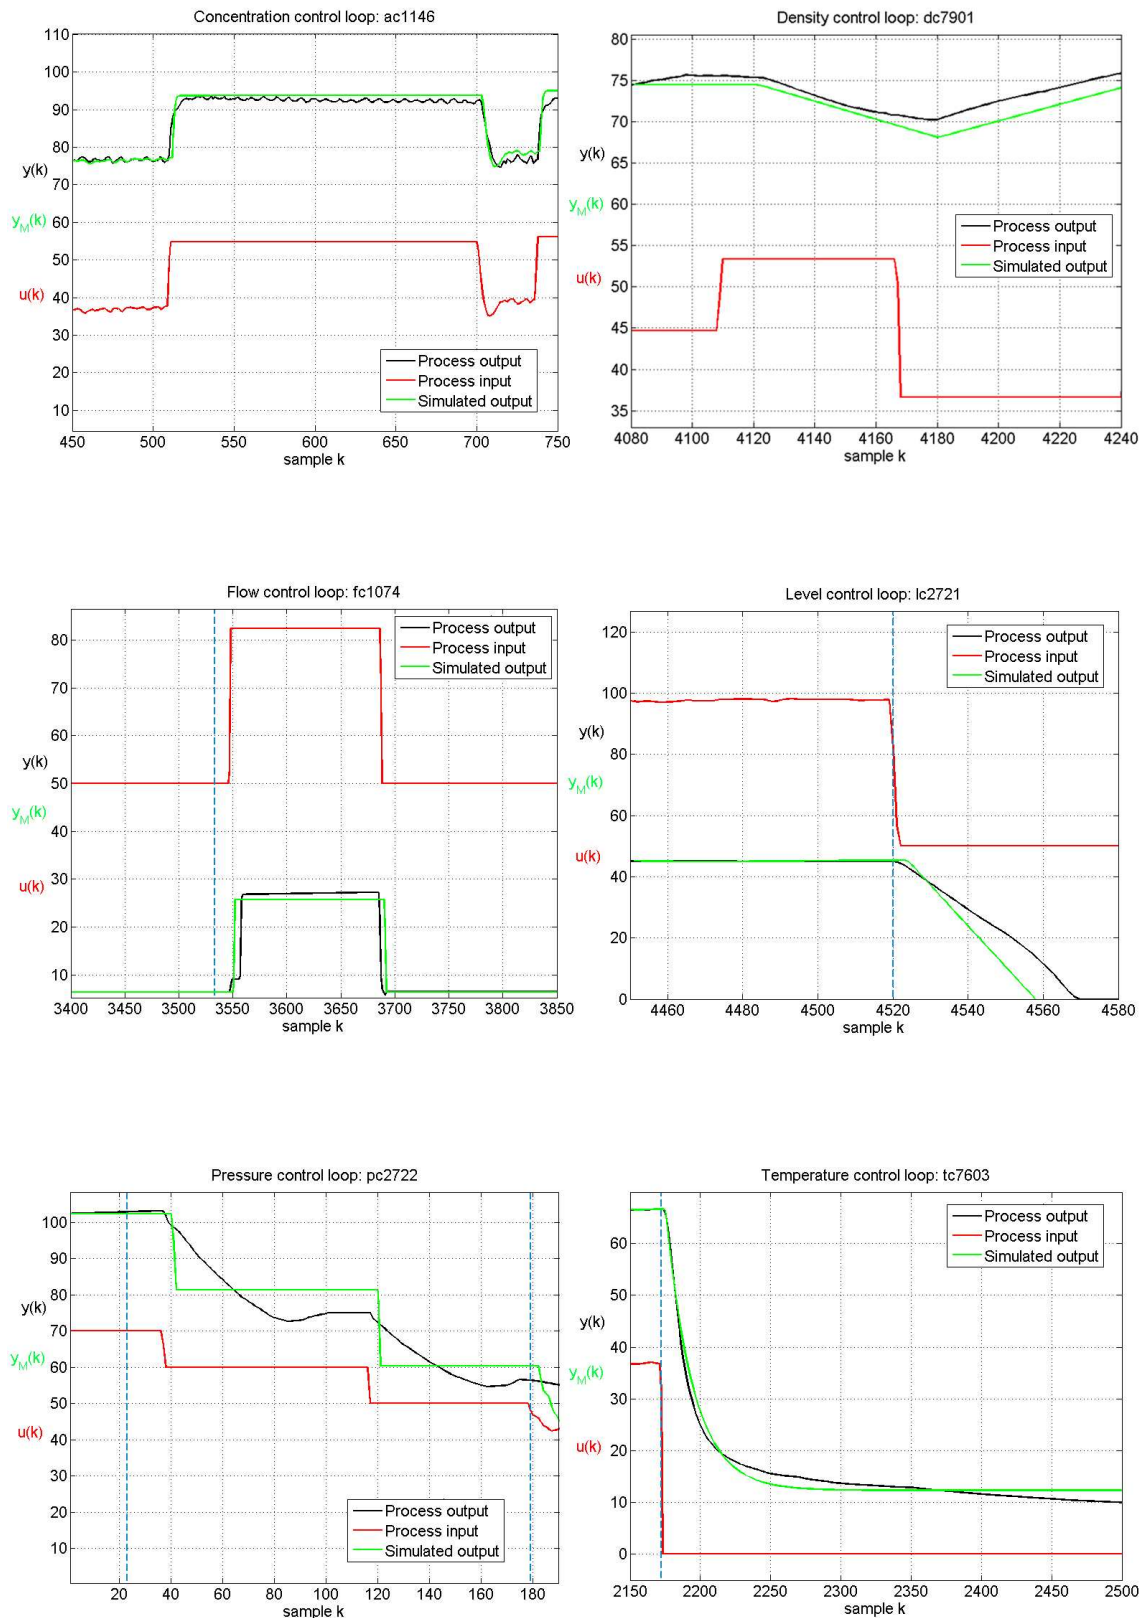 Concentration control loop: ac1146
110
100
90
80
y(k)
70
y_M(k)
60
50
u(k)
40
30
20
10
450 500 550 600 650 700 750
sample k
Process output
Process input
Simulated output
Density control loop: dc7901
80
75
70
y(k)
65
y_M(k)
60
55
u(k)
50
45
40
35
4080 4100 4120 4140 4160 4180 4200 4220 4240
sample k
Process output
Process input
Simulated output
Flow control loop: fc1074
80
70
60
y(k)
50
y_M(k)
40
30
u(k)
20
10
3400 3450 3500 3550 3600 3650 3700 3750 3800 3850
sample k
Process output
Process input
Simulated output
Level control loop: lc2721
120
100
y(k)
80
y_M(k)
60
u(k)
40
20
0
4460 4480 4500 4520 4540 4560 4580
sample k
Process output
Process input
Simulated output
Pressure control loop: pc2722
100
90
80
y(k)
70
y_M(k)
60
50
u(k)
40
30
20
10
20 40 60 80 100 120 140 160 180
sample k
Process output
Process input
Simulated output
Temperature control loop: tc7603
60
50
y(k)
40
y_M(k)
30
u(k)
20
10
0
2150 2200 2250 2300 2350 2400 2450 2500
sample k
Process output
Process input
Simulated output